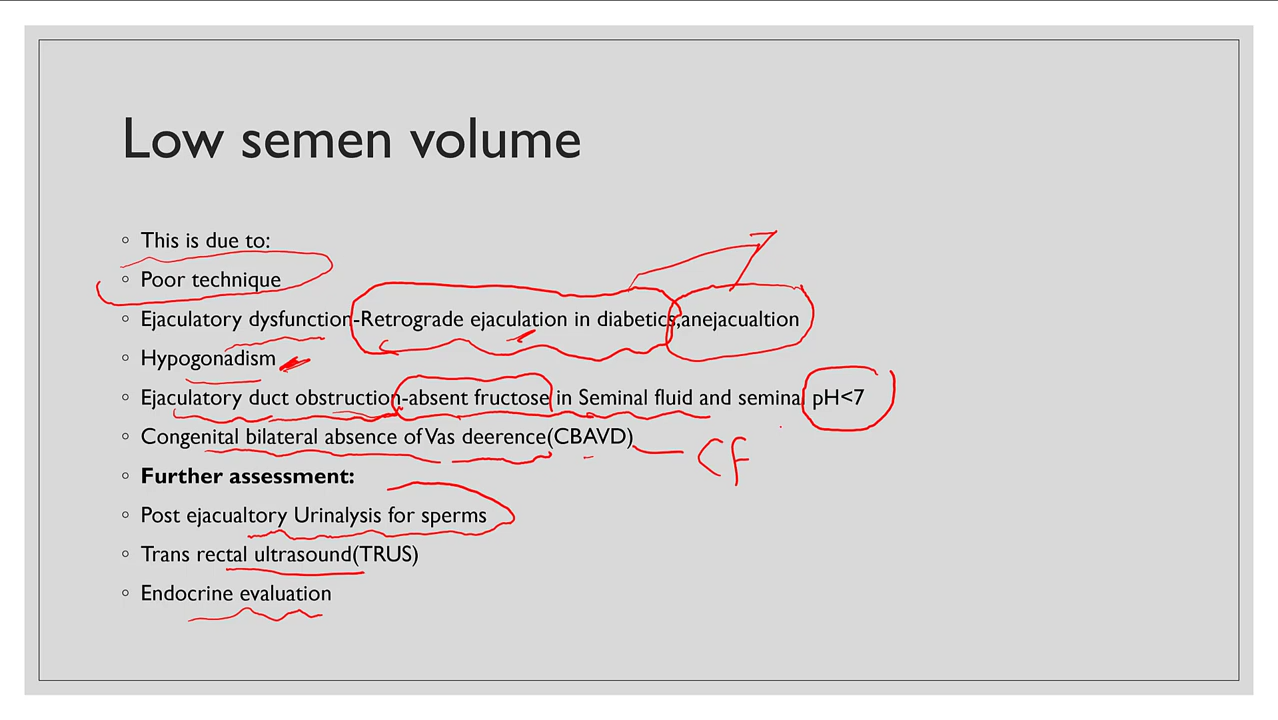 Low semen volume
This is due to:
Poor technique
Ejaculatory dysfunction-Retrograde ejaculation in diabetics,anejacualtion
Hypogonadism
Ejaculatory duct obstruction-absent fructose in Seminal fluid and seminal pH<7
Congenital bilateral absence of Vas deerence(CBAVD)
CF
Further assessment:
Post ejacualtory Urinalysis for sperms
Trans rectal ultrasound(TRUS)
Endocrine evaluation